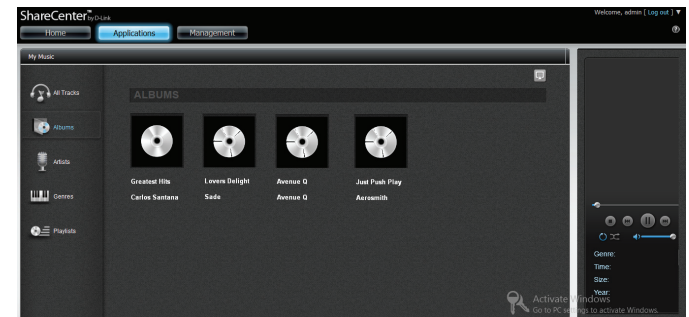 ShareCenter™ by D-Link
Welcome, admin [ Log out ] ▼
Home
Applications
Management
My Music
All Tracks
Albums
Artists
Genres
Playlists
ALBUMS
Greatest Hits
Carlos Santana
Lovers Delight
Sade
Avenue Q
Avenue Q
Just Push Play
Aerosmith
Genre:
Time:
Size:
Year:
Activate Windows
Go to PC settings to activate Windows.